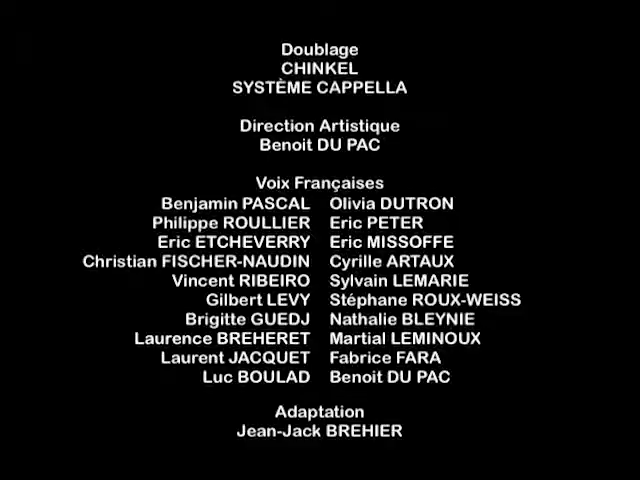 Doublage
CHINKEL
SYSTÈME CAPPELLA
Direction Artistique
Benoit DU PAC
Voix Françaises
Benjamin PASCAL Olivia DUTRON
Philippe ROULLIER Eric PETER
Eric ETCHEVERRY Eric MISSOFFE
Christian FISCHER-NAUDIN Cyrille ARTAUX
Vincent RIBEIRO Sylvain LEMARIE
Gilbert LEVY Stéphane ROUX-WEISS
Brigitte GUEDJ Nathalie BLEYNIE
Laurence BREHERET Martial LEMINOUX
Laurent JACQUET Fabrice FARA
Luc BOULAD Benoit DU PAC
Adaptation
Jean-Jack BREHIER